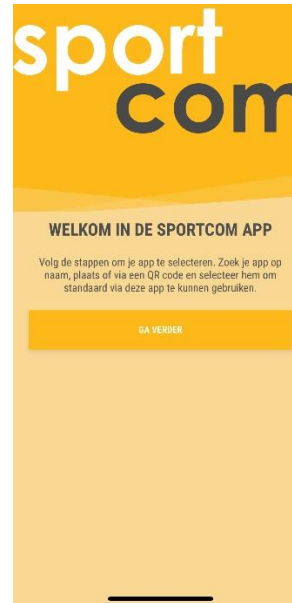 sport
com
WELKOM IN DE SPORTCOM APP
Volg de stappen om je app te selecteren. Zoek je app op
naam, plaats of via een QR code en selecteer hem om
standaard via deze app te kunnen gebruiken.
GA VERDER